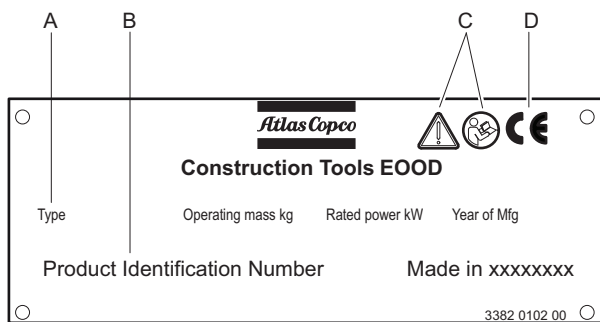 A B C D
Atlas Copco
Construction Tools EOOD
Type Operating mass kg Rated power kW Year of Mfg
Product Identification Number Made in xxxxxxxx
3382 0102 00